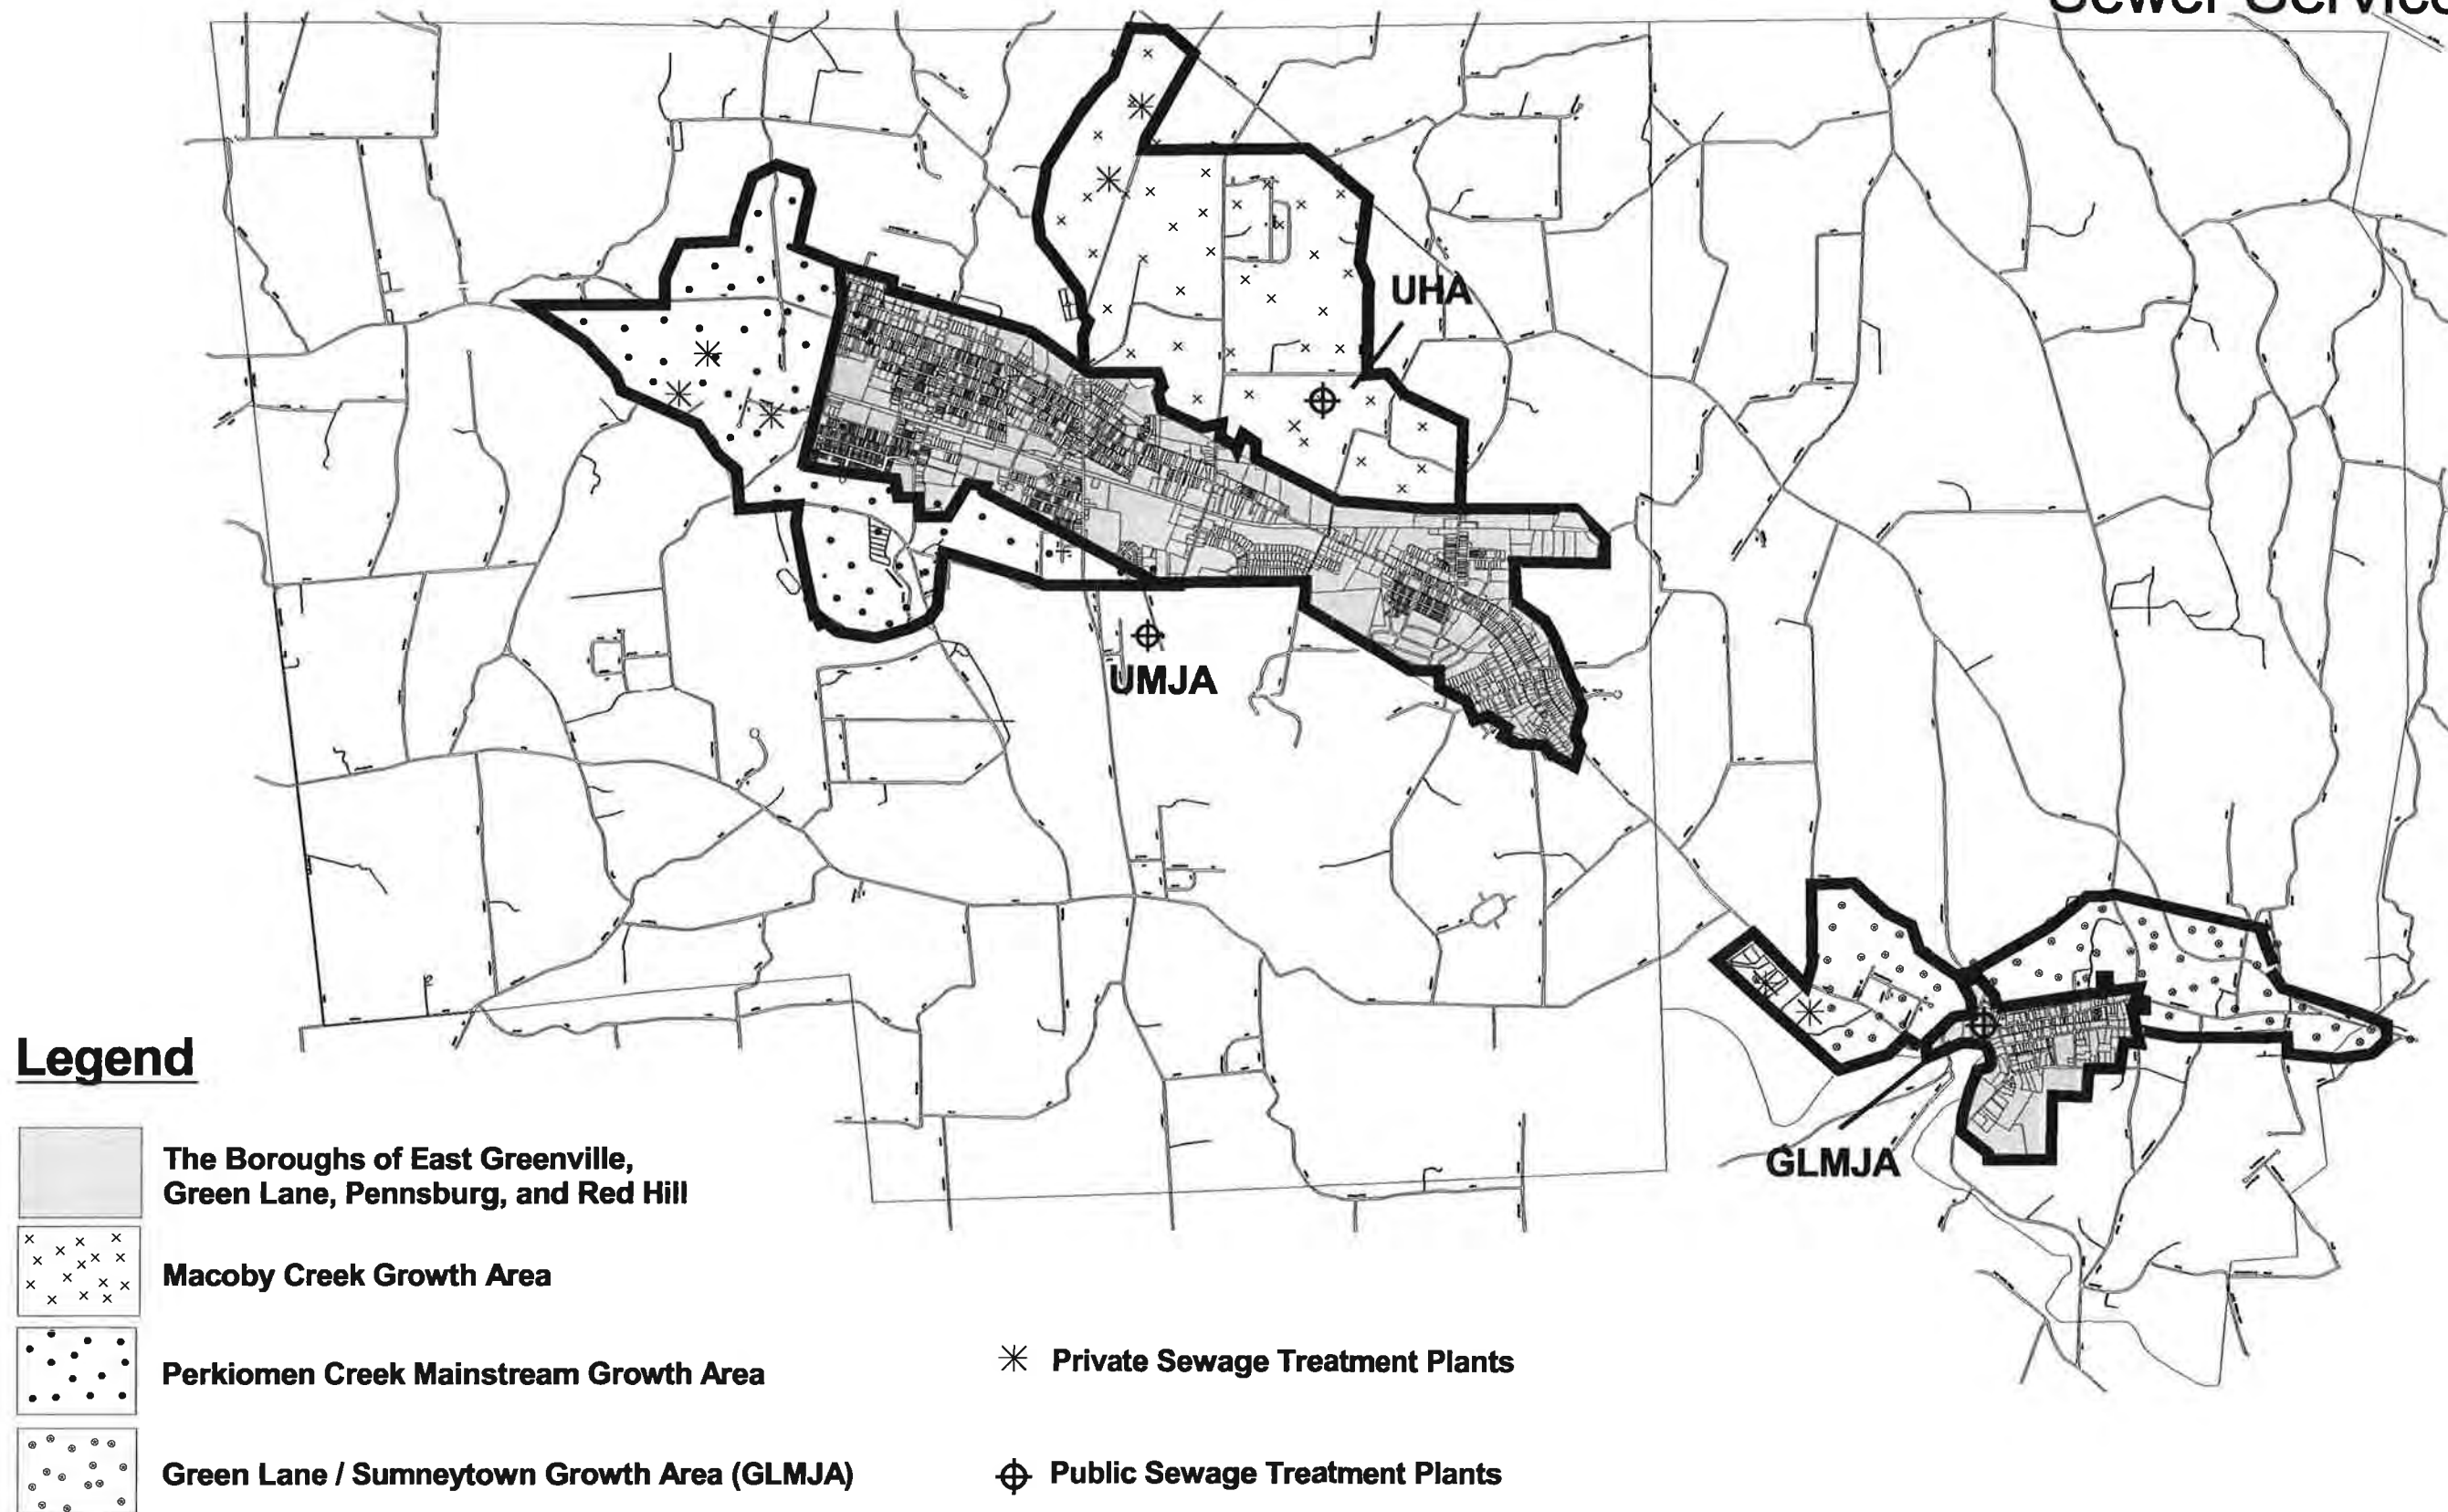 Sewer Service
UHA
UMJA
GLMJA
Legend
The Boroughs of East Greenville,
Green Lane, Pennsburg, and Red Hill
Macoby Creek Growth Area
Perkiomen Creek Mainstream Growth Area
Green Lane / Sumneytown Growth Area (GLMJA)
Private Sewage Treatment Plants
Public Sewage Treatment Plants